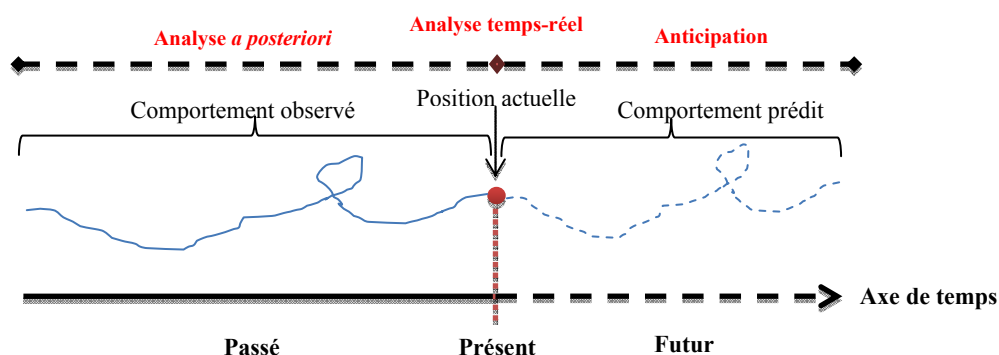 Analyse a posteriori
Analyse temps-réel
Anticipation
Comportement observé
Position actuelle
Comportement prédit
Axe de temps
Passé
Présent
Futur